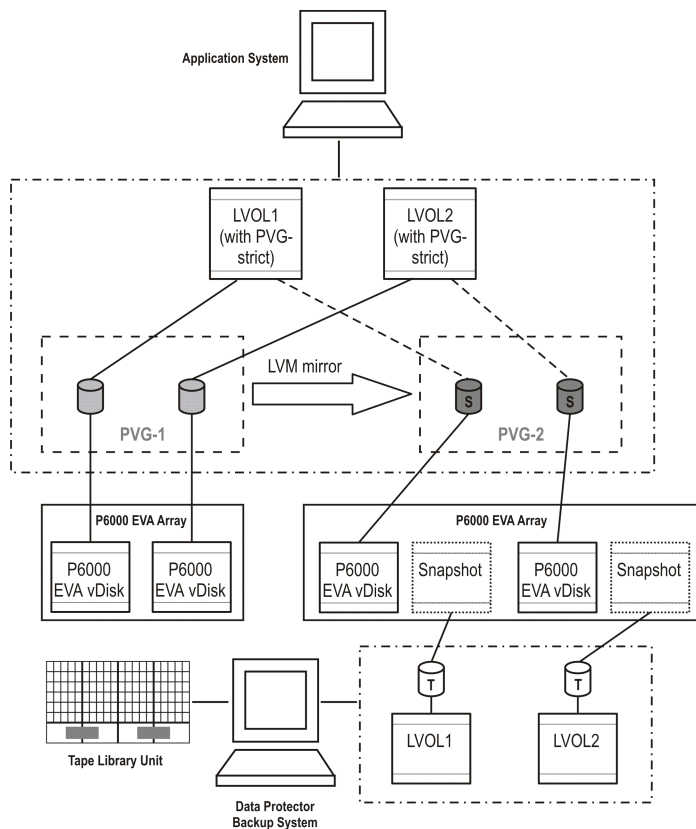 Application System
LVOL1
(with PVG-
strict)
LVOL2
(with PVG-
strict)
LVM mirror
S
S
PVG-1
PVG-2
P6000 EVA Array
P6000 EVA Array
P6000
EVA vDisk
P6000
EVA vDisk
P6000
EVA vDisk
Snapshot
P6000
EVA vDisk
Snapshot
T
T
LVOL1
LVOL2
Tape Library Unit
Data Protector
Backup System